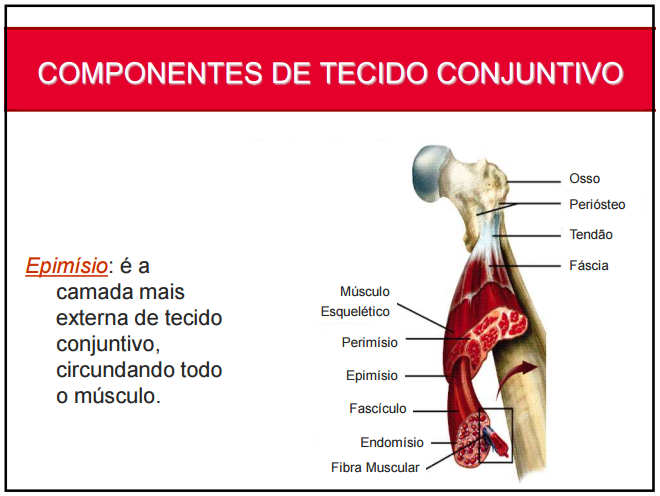 COMPONENTES DE TECIDO CONJUNTIVO
Epimísio: é a
camada mais
externa de tecido
conjuntivo,
circundando todo
o músculo.
Osso
Periósteo
Tendão
Fáscia
Músculo
Esquelético
Perimísio
Epimísio
Fascículo
Endomísio
Fibra Muscular